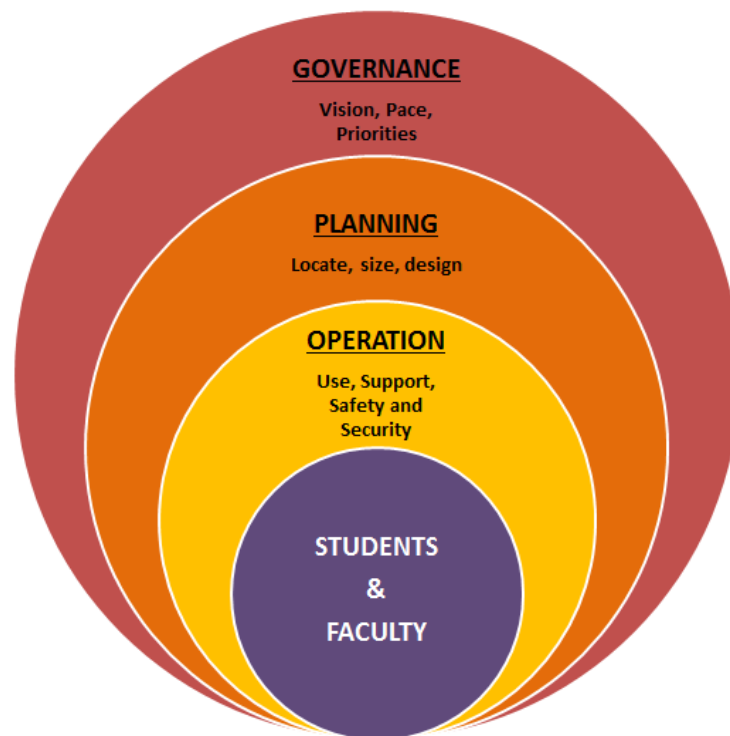 GOVERNANCE
Vision, Pace,
Priorities
PLANNING
Locate, size, design
OPERATION
Use, Support,
Safety and
Security
STUDENTS
&
FACULTY